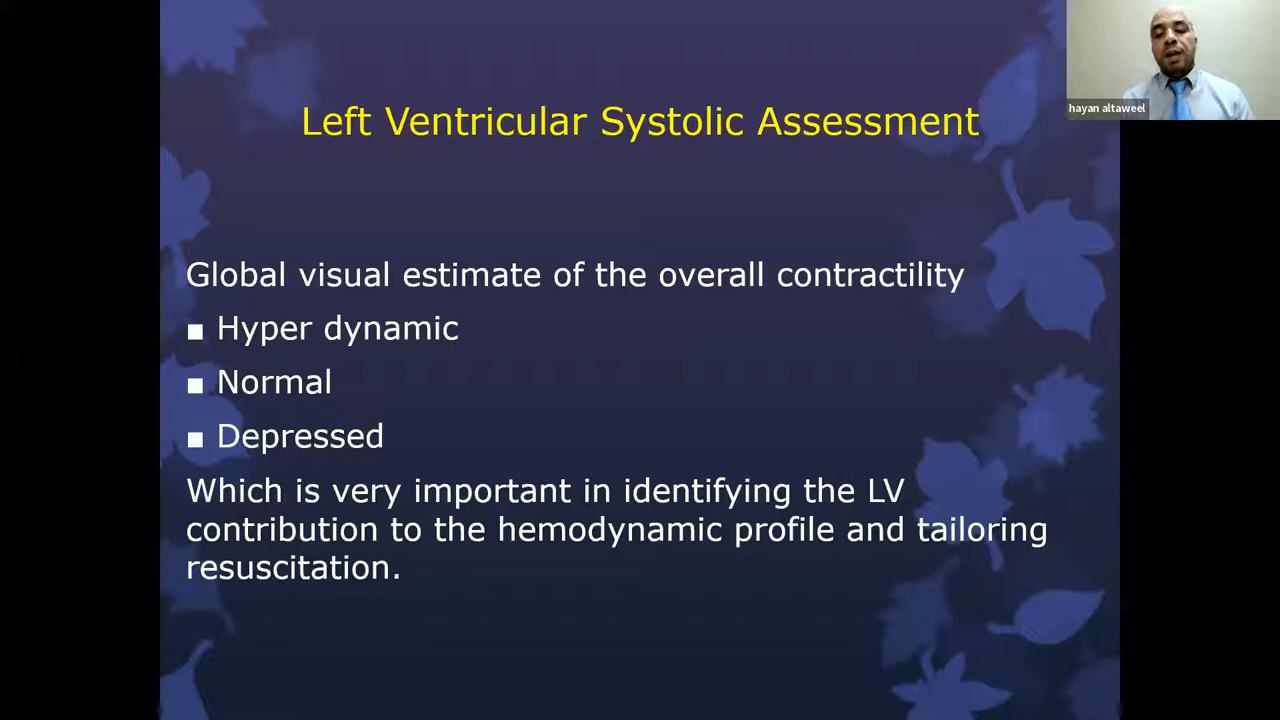 hayan altaweel
Left Ventricular Systolic Assessment
Global visual estimate of the overall contractility
■ Hyper dynamic
■ Normal
■ Depressed
Which is very important in identifying the LV
contribution to the hemodynamic profile and tailoring
resuscitation.